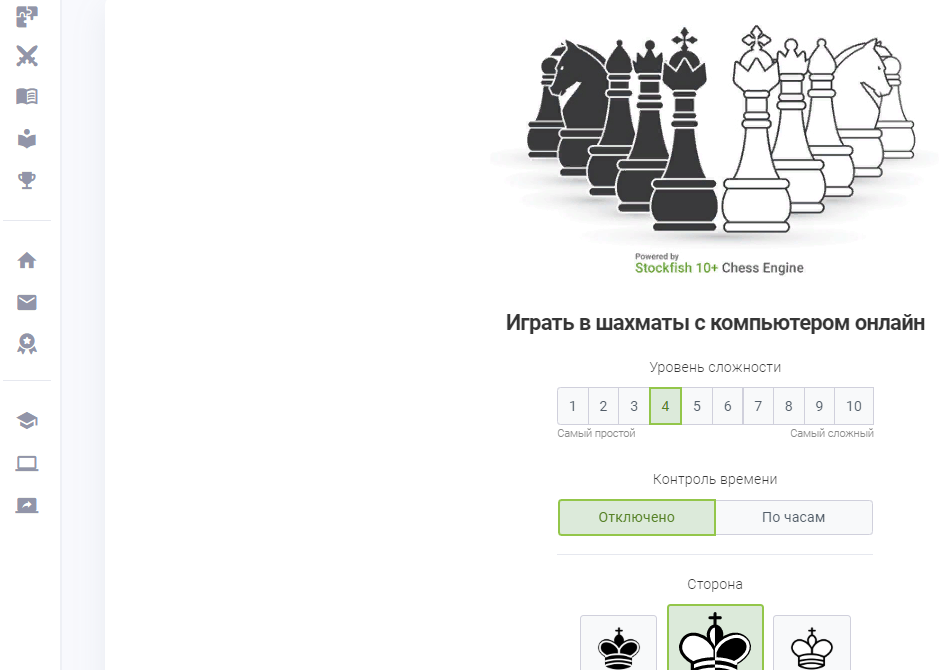 Powered by
Stockfish 10+ Chess Engine
Играть в шахматы с компьютером онлайн
Уровень сложности
1 2 3 4 5 6 7 8 9 10
Самый простой Самый сложный
Контроль времени
Отключено По часам
Сторона